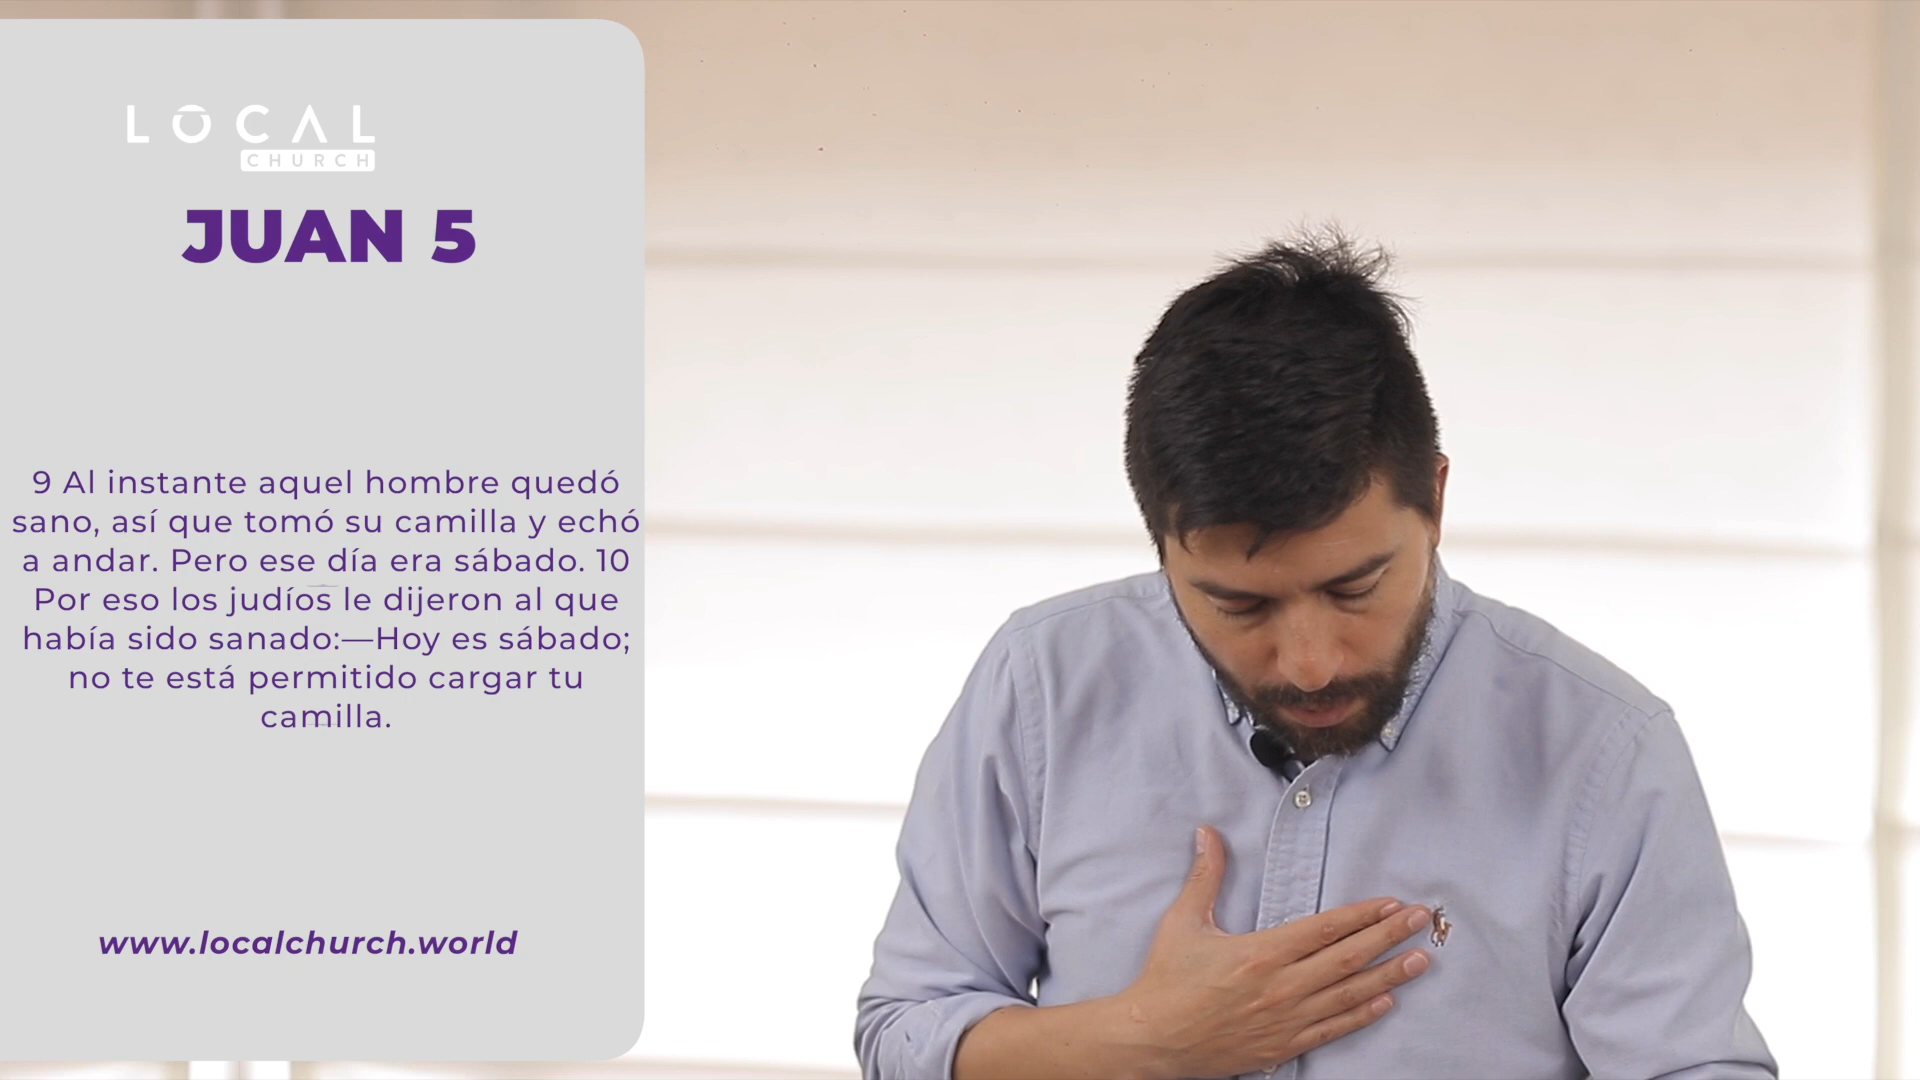 LOCAL
CHURCH
JUAN 5
9 Al instante aquel hombre quedó
sano, así que tomó su camilla y echó
a andar. Pero ese día era sábado. 10
Por eso los judíos le dijeron al que
había sido sanado:—Hoy es sábado;
no te está permitido cargar tu
camilla.
www.localchurch.world